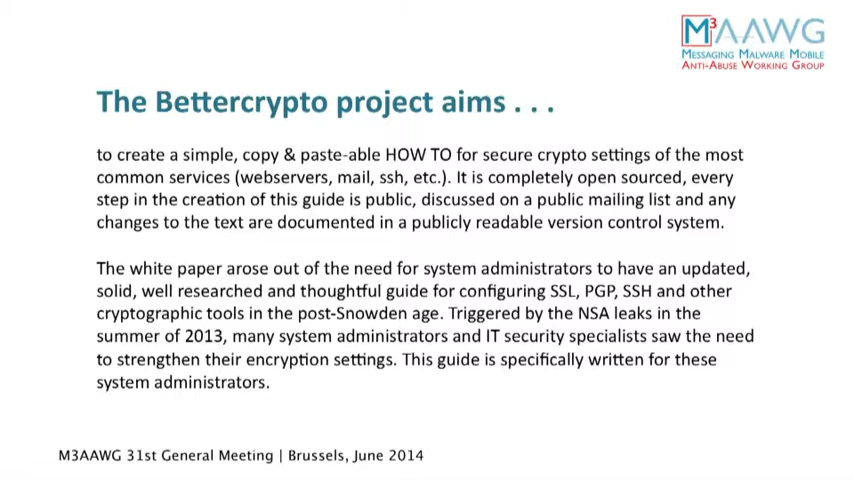 M³AAWG
MESSAGING MALWARE MOBILE
ANTI-ABUSE WORKING GROUP
The Bettercrypto project aims . . .
to create a simple, copy & paste-able HOW TO for secure crypto settings of the most
common services (webservers, mail, ssh, etc.). It is completely open sourced, every
step in the creation of this guide is public, discussed on a public mailing list and any
changes to the text are documented in a publicly readable version control system.
The white paper arose out of the need for system administrators to have an updated,
solid, well researched and thoughtful guide for configuring SSL, PGP, SSH and other
cryptographic tools in the post-Snowden age. Triggered by the NSA leaks in the
summer of 2013, many system administrators and IT security specialists saw the need
to strengthen their encryption settings. This guide is specifically written for these
system administrators.
M3AAWG 31st General Meeting | Brussels, June 2014